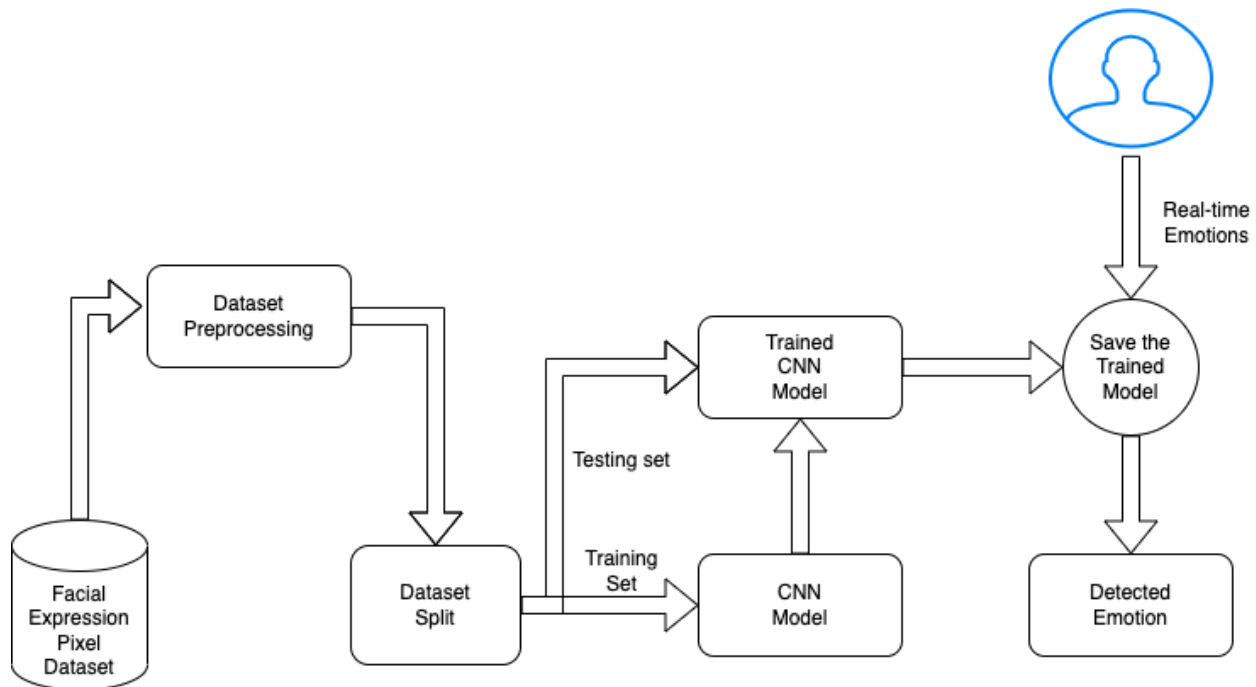 Real-time
Emotions
Dataset
Preprocessing
Trained
CNN
Model
Save the
Trained
Model
Testing set
Training
Set
Facial
Expression
Pixel
Dataset
Dataset
Split
CNN
Model
Detected
Emotion